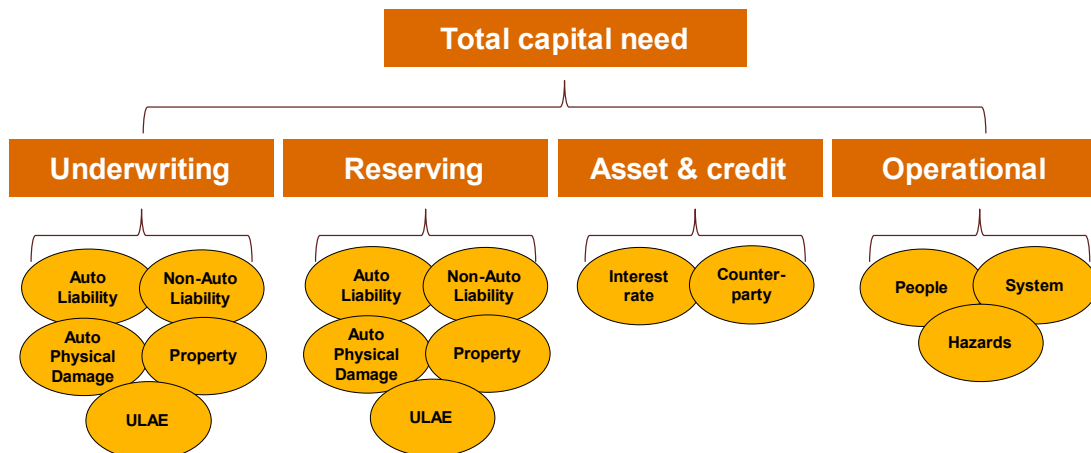 Total capital need
Underwriting
Reserving
Asset & credit
Operational
Auto
Liability
Non-Auto
Liability
Auto
Physical
Damage
Property
ULAE
Auto
Liability
Non-Auto
Liability
Auto
Physical
Damage
Property
ULAE
Interest
rate
Counter-
party
People
System
Hazards